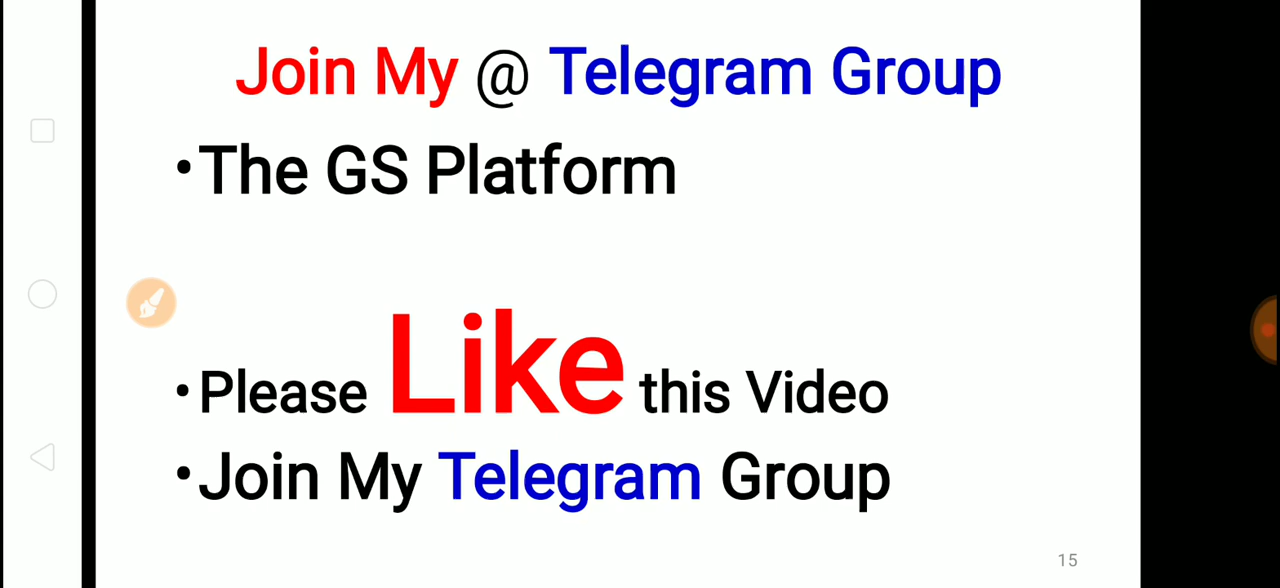 Join My @ Telegram Group
•The GS Platform
•Please Like this Video
•Join My Telegram Group
15